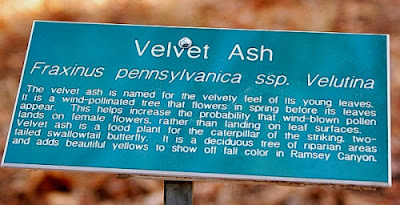 Velvet Ash
Fraxinus pennsylvanica ssp. Velutina
The velvet ash is named for the velvety feel of its young leaves.
It is a wind-pollinated tree that flowers in spring before its leaves
appear. This helps increase the probability that wind-blown pollen
lands on female flowers, rather than landing on leaf surfaces.
Velvet ash is a food plant for the caterpillar of the striking, two-
tailed swallowtail butterfly. It is a deciduous tree of riparian areas
and adds beautiful yellows to show off fall color in Ramsey Canyon.